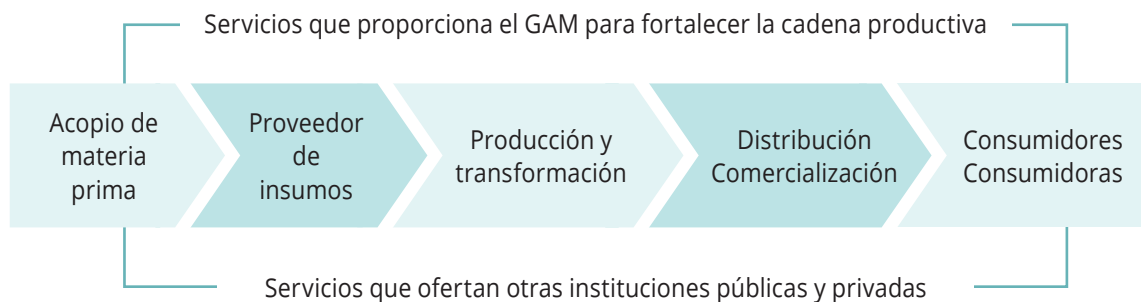 Servicios que proporciona el GAM para fortalecer la cadena productiva
Acopio de
materia
prima
Proveedor
de
insumos
Producción y
transformación
Distribución
Comercialización
Consumidores
Consumidoras
Servicios que ofertan otras instituciones públicas y privadas